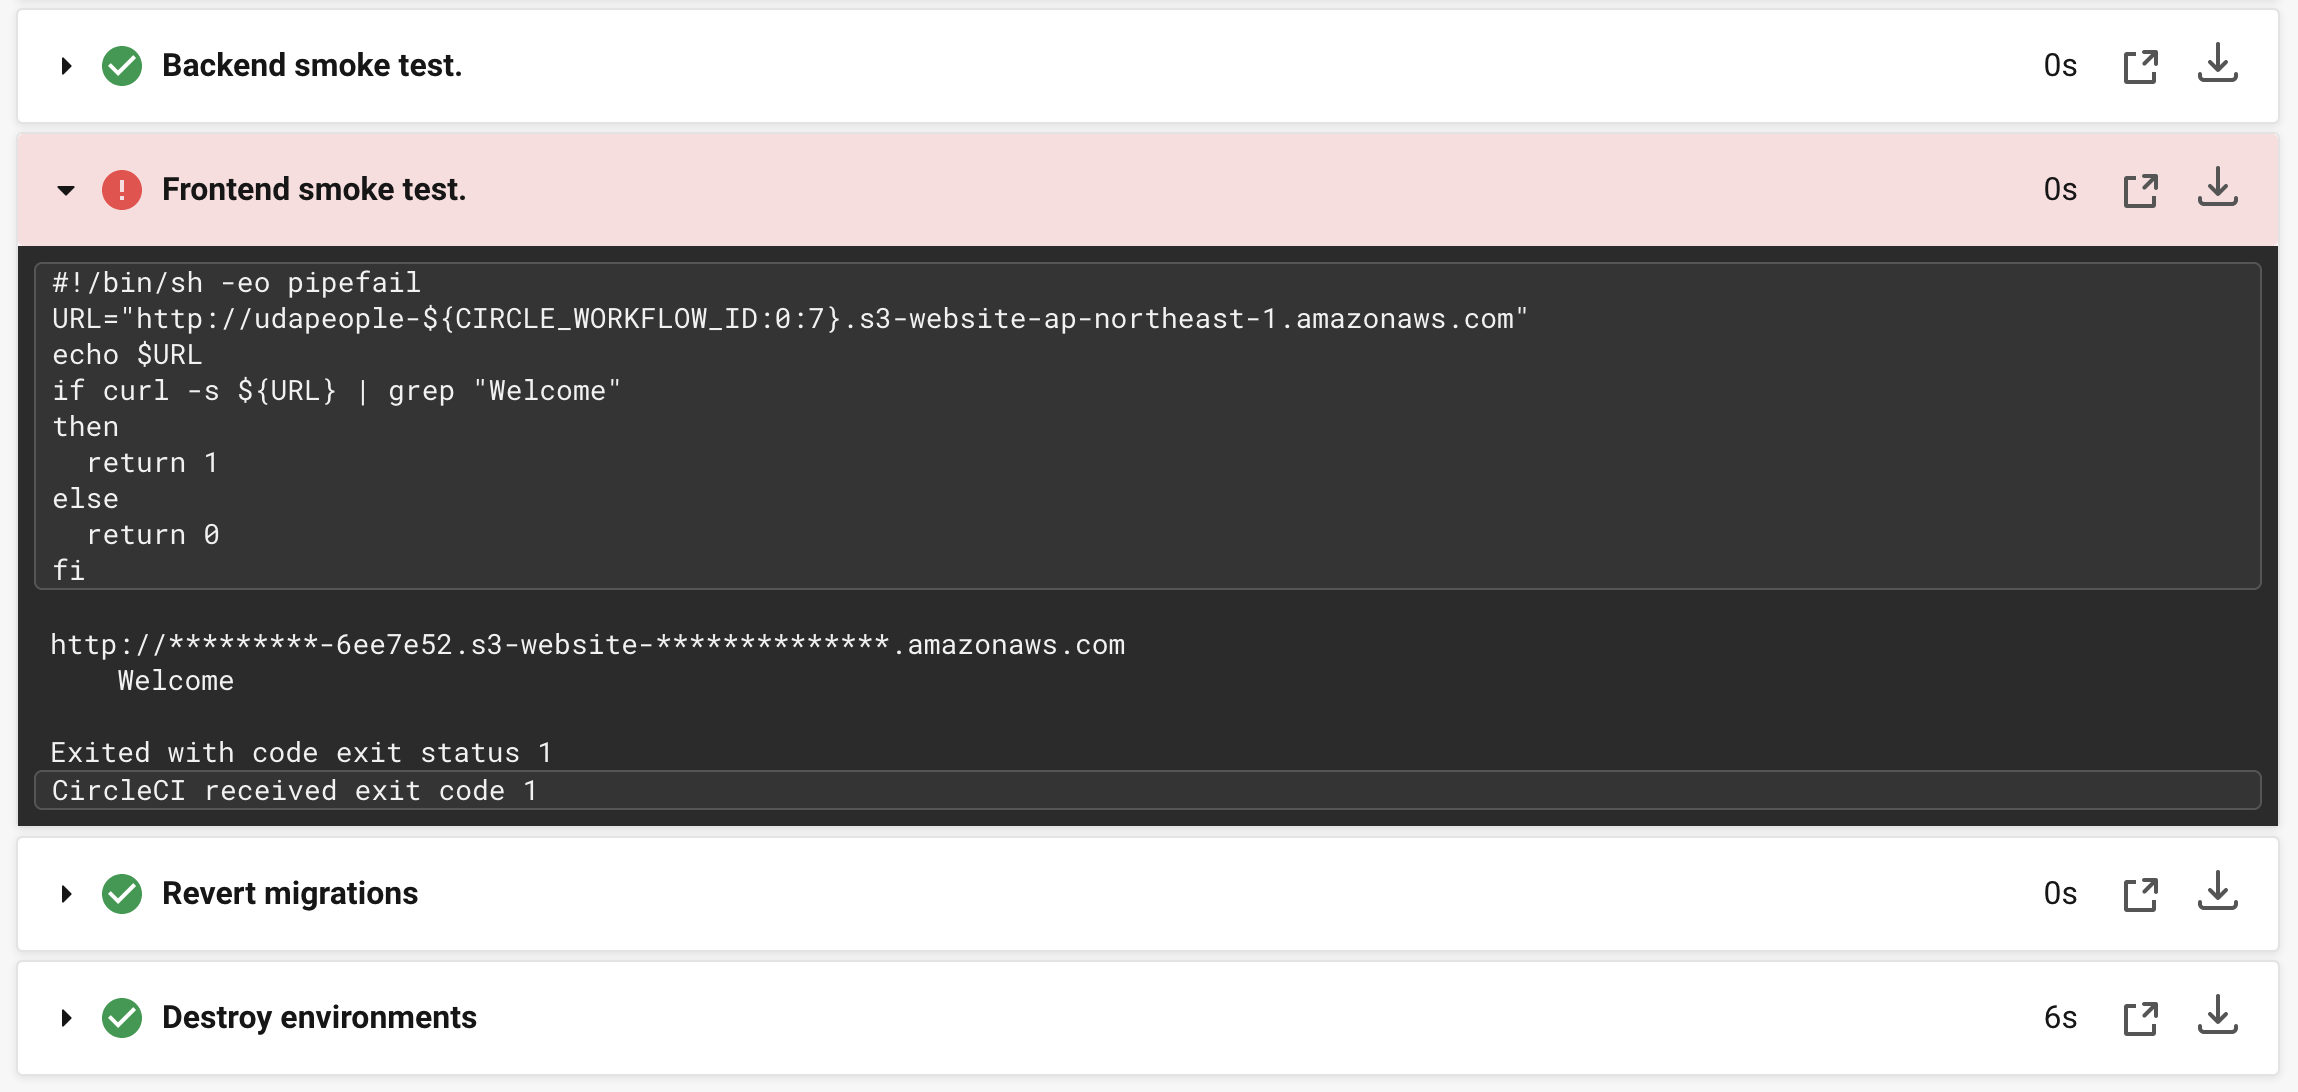 Backend smoke test. 0s
Frontend smoke test. 0s
#!/bin/sh -eo pipefail
URL="http://udapeople-${CIRCLE_WORKFLOW_ID:0:7}.s3-website-ap-northeast-1.amazonaws.com"
echo $URL
if curl -s ${URL} | grep "Welcome"
then
  return 1
else
  return 0
fi
http://*********-6ee7e52.s3-website-**************.amazonaws.com
    Welcome
Exited with code exit status 1
CircleCI received exit code 1
Revert migrations 0s
Destroy environments 6s